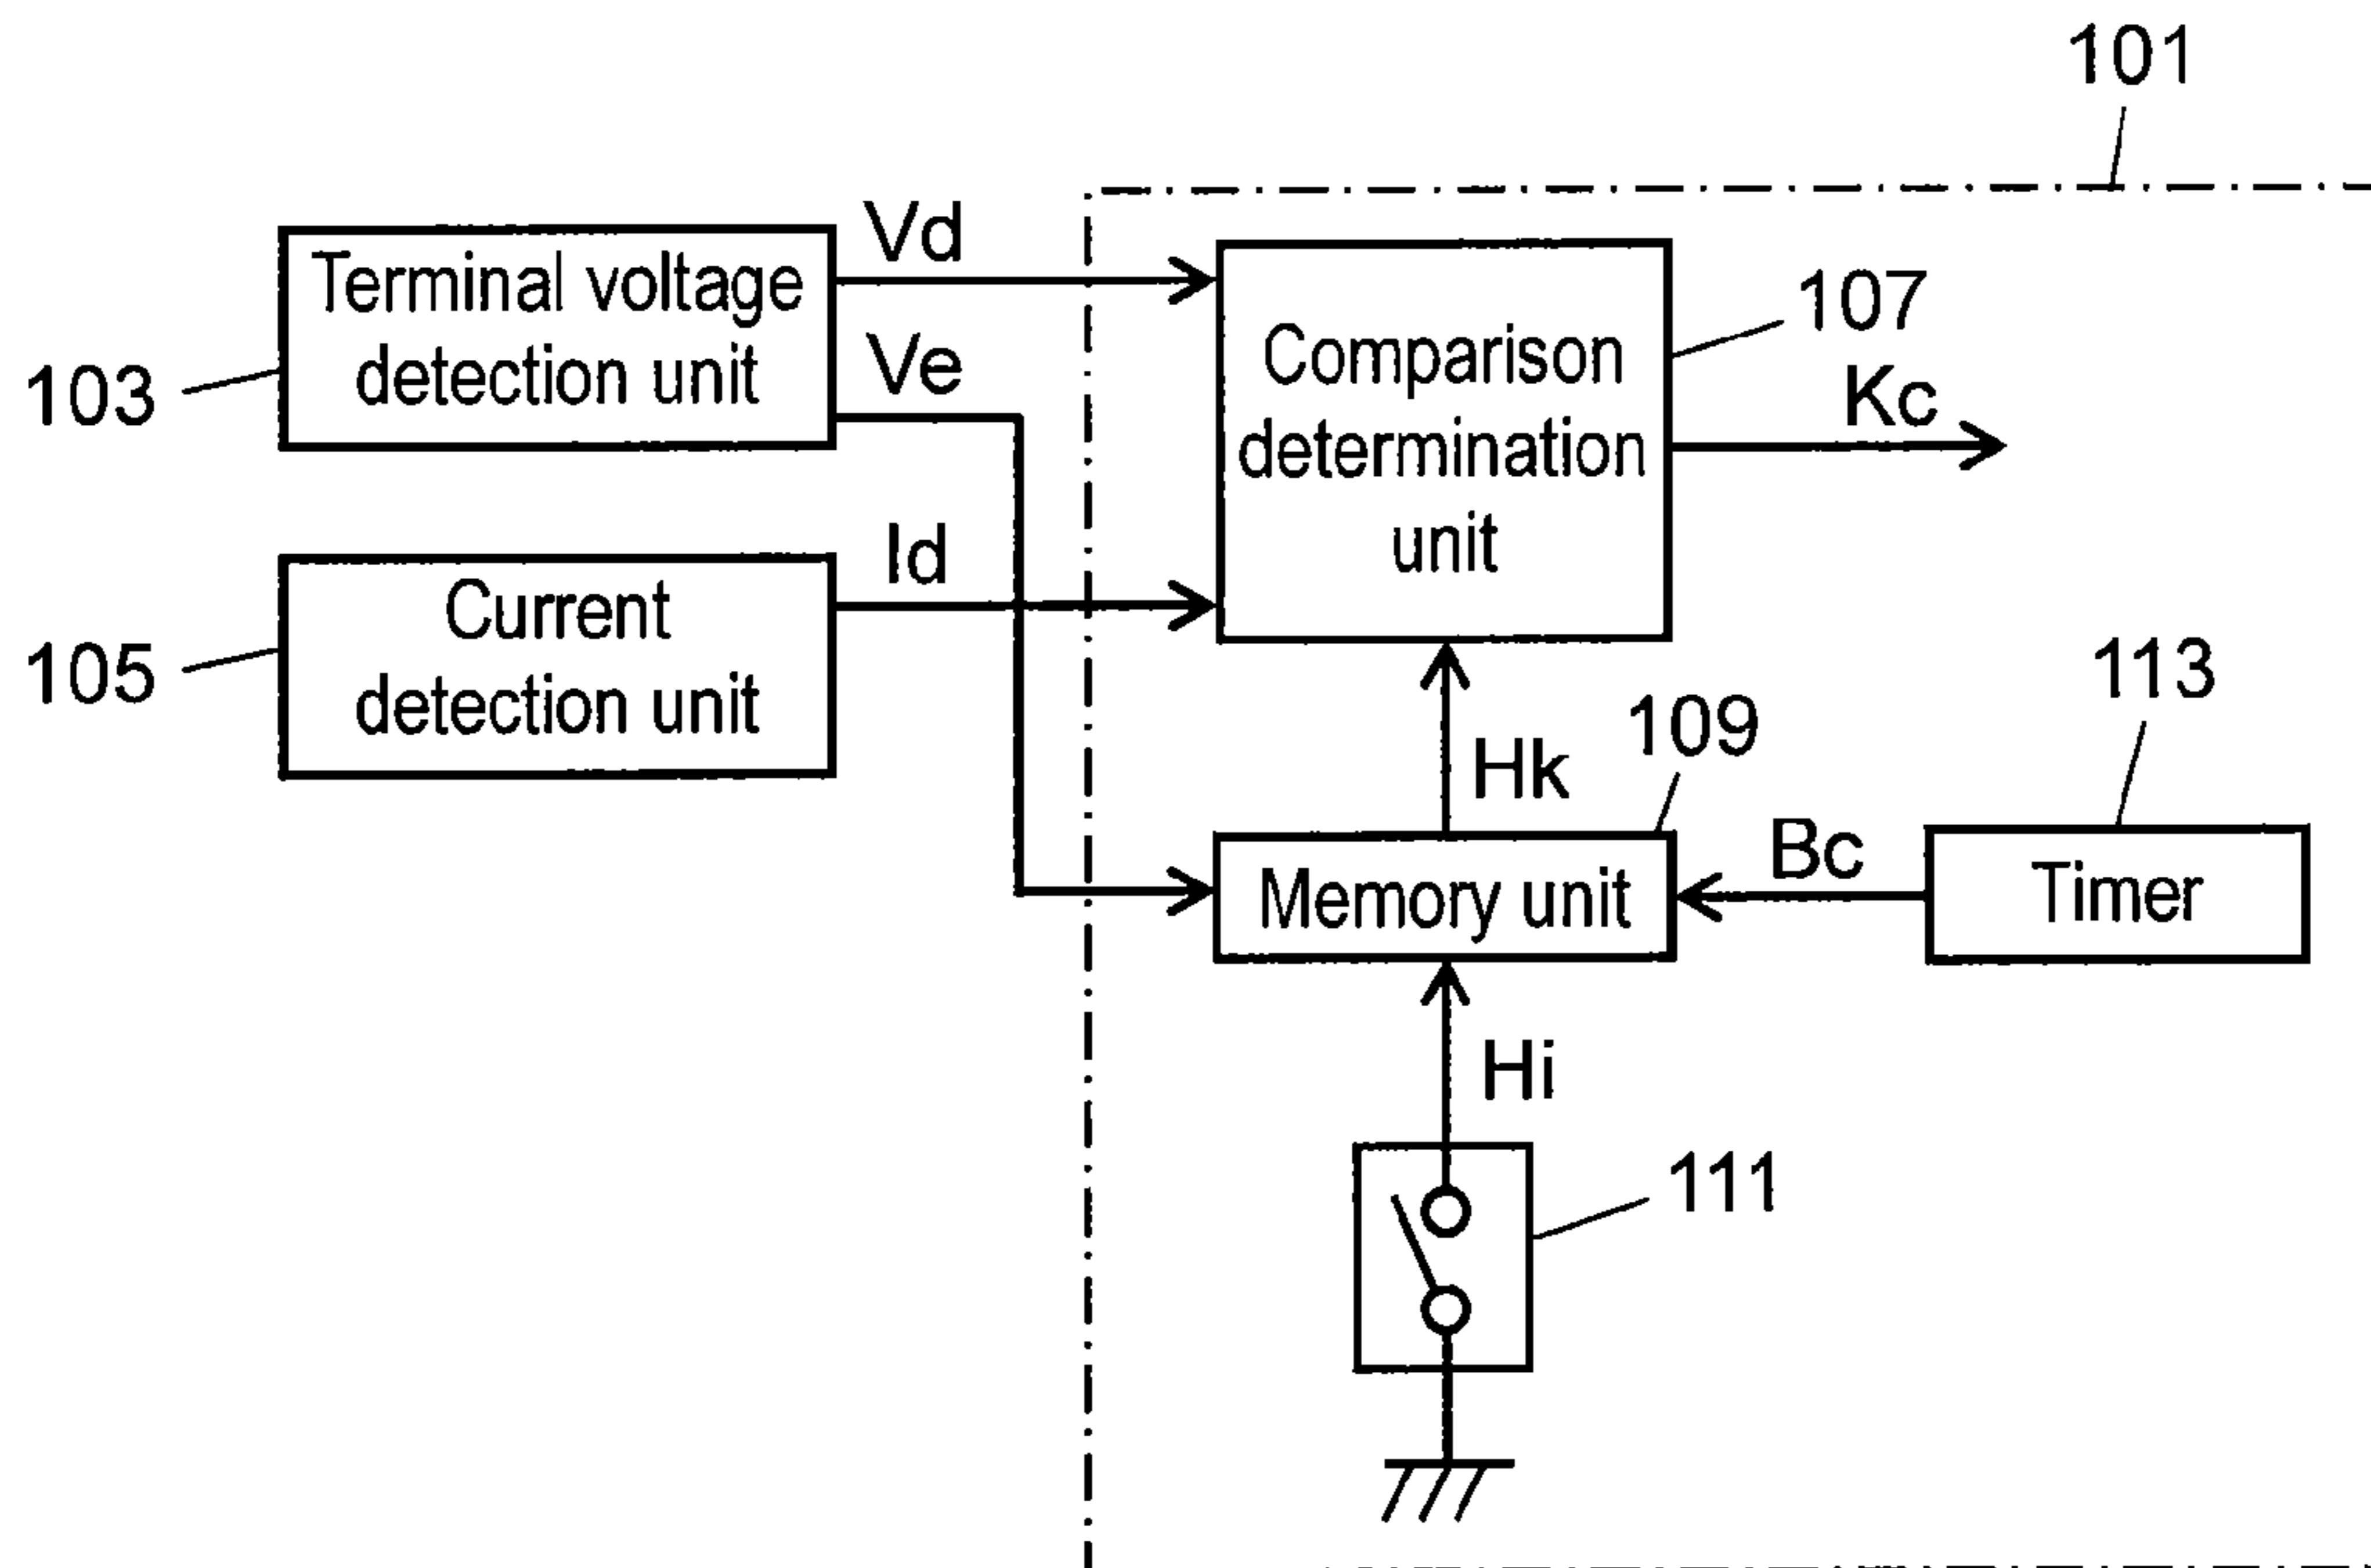 101
Vd
Terminal voltage
detection unit
103
Ve
Comparison
determination
unit
107
Kc
Id
Current
detection unit
105
113
109
Hk
Bc
Memory unit
Timer
Hi
111